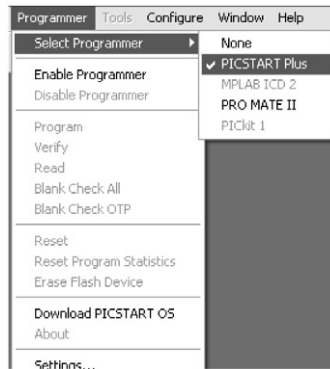 Programmer Tools Configure Window Help
Select Programmer
None
PICSTART Plus
MPLAB ICD 2
PRO MATE II
PICkit 1
Enable Programmer
Disable Programmer
Program
Verify
Read
Blank Check All
Blank Check OTP
Reset
Reset Program Statistics
Erase Flash Device
Download PICSTART OS
About
Settings...